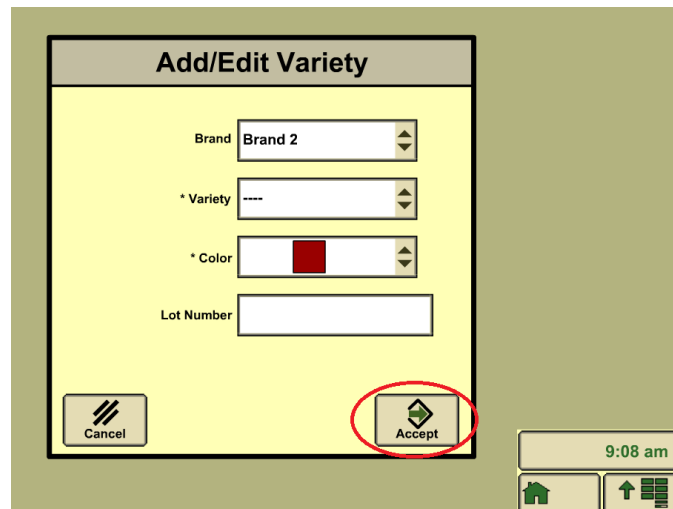 Add/Edit Variety
Brand Brand 2
* Variety ----
* Color
Lot Number
Cancel
Accept
9:08 am